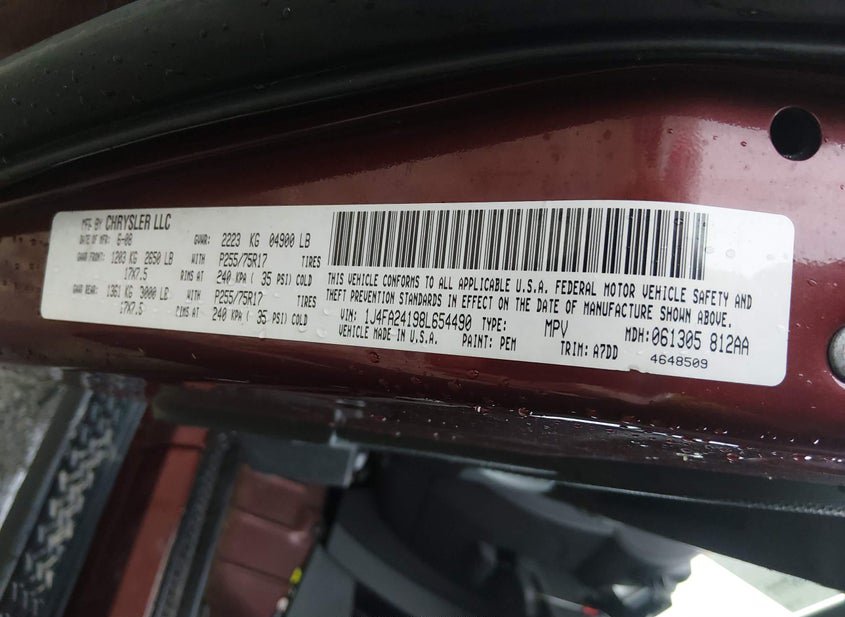 MFG. BY CHRYSLER LLC
DATE OF MFR. 6-08 GVWR: 2223 KG 04900 LB
GAWR FRONT: 1203 KG 2650 LB WITH P255/75R17 TIRES
17X7.5 RIMS AT 240 KPA ( 35 PSI) COLD
GAWR REAR: 1361 KG 3000 LB WITH P255/75R17 TIRES
17X7.5 RIMS AT 240 KPA ( 35 PSI) COLD
THIS VEHICLE CONFORMS TO ALL APPLICABLE U.S.A. FEDERAL MOTOR VEHICLE SAFETY AND
THEFT PREVENTION STANDARDS IN EFFECT ON THE DATE OF MANUFACTURE SHOWN ABOVE.
VIN: 1J4FA24198L654490 TYPE: MPV MDH:061305 812AA
VEHICLE MADE IN U.S.A. PAINT: PEM TRIM: A7DD 4648509